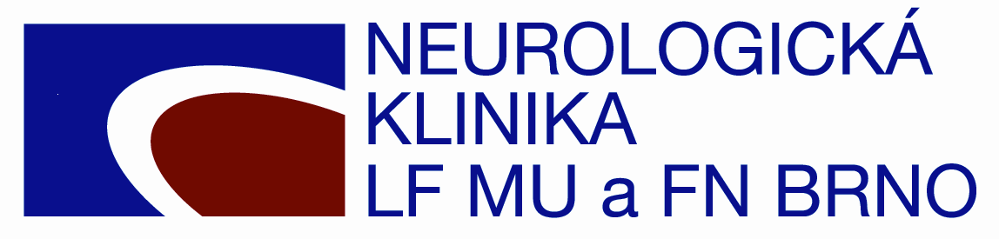 NEUROLOGICKÁ
KLINIKA
LF MU a FN BRNO